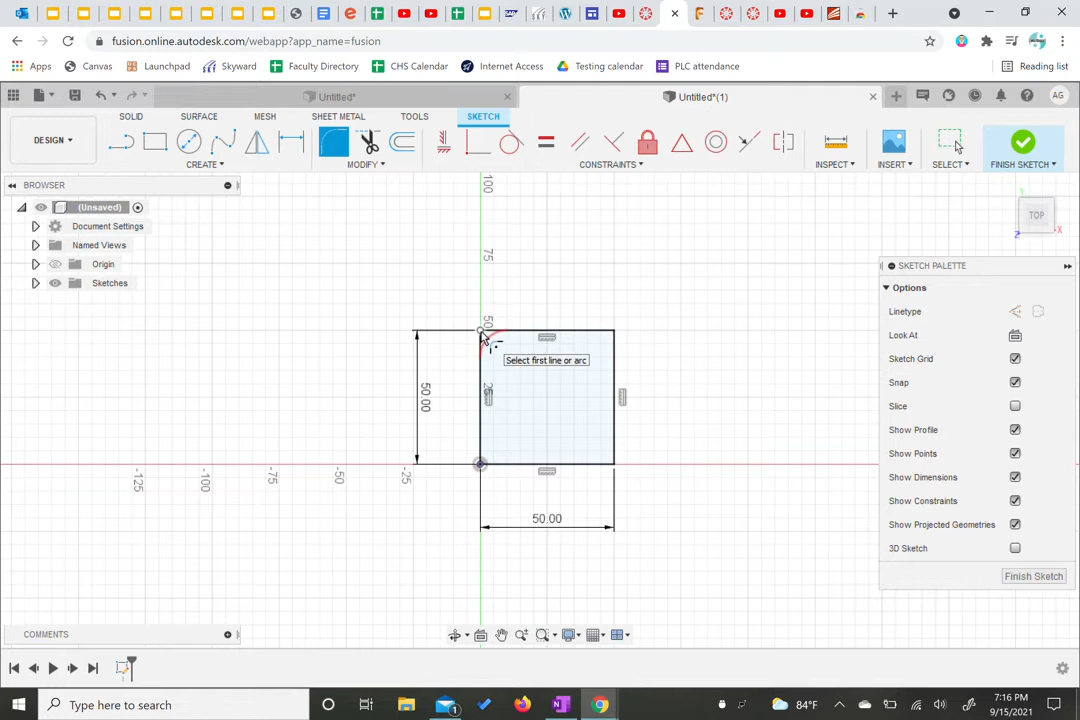 fusion.online.autodesk.com/webapp?app_name=fusion
Apps
Canvas
Launchpad
Skyward
Faculty Directory
CHS Calendar
Internet Access
Testing calendar
PLC attendance
Reading list
Untitled*
Untitled*(1)
AG
DESIGN
SOLID
SURFACE
MESH
SHEET METAL
TOOLS
SKETCH
CREATE
MODIFY
CONSTRAINTS
INSPECT
INSERT
SELECT
FINISH SKETCH
BROWSER
(Unsaved)
Document Settings
Named Views
Origin
Sketches
100
75
50
25
-125
-100
-75
-50
-25
50.00
50.00
Select first line or arc
TOP
X
Y
Z
SKETCH PALETTE
Options
Linetype
Look At
Sketch Grid
Snap
Slice
Show Profile
Show Points
Show Dimensions
Show Constraints
Show Projected Geometries
3D Sketch
Finish Sketch
COMMENTS
Type here to search
1
84°F
7:16 PM
9/15/2021